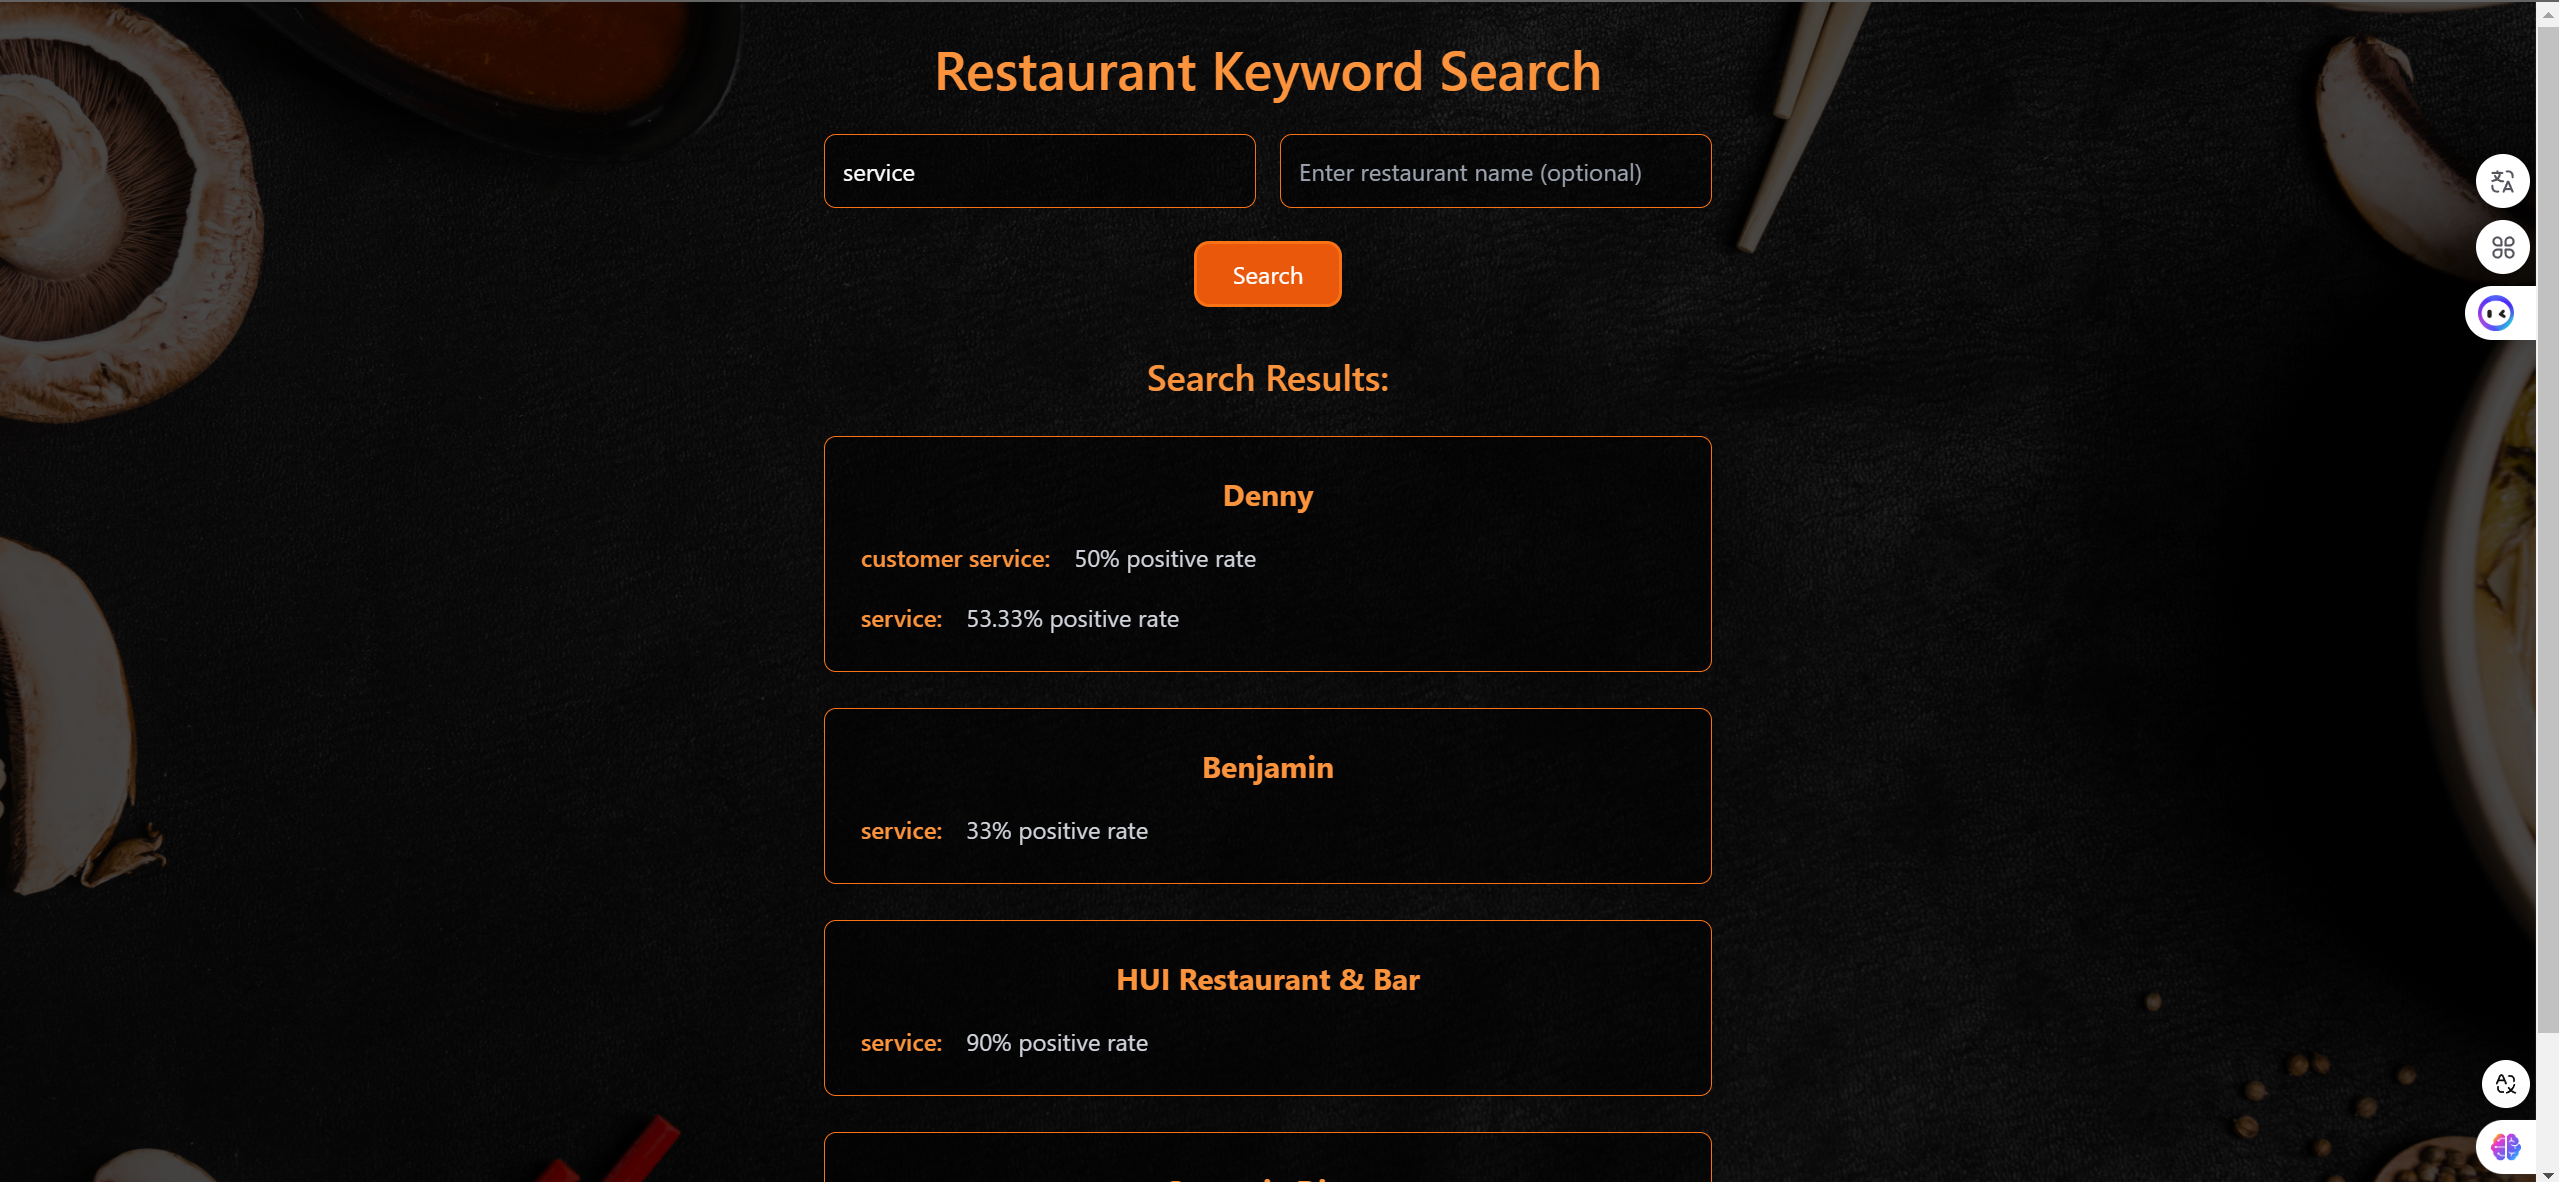 Restaurant Keyword Search
service
Enter restaurant name (optional)
Search
Search Results:
Denny
customer service: 50% positive rate
service: 53.33% positive rate
Benjamin
service: 33% positive rate
HUI Restaurant & Bar
service: 90% positive rate